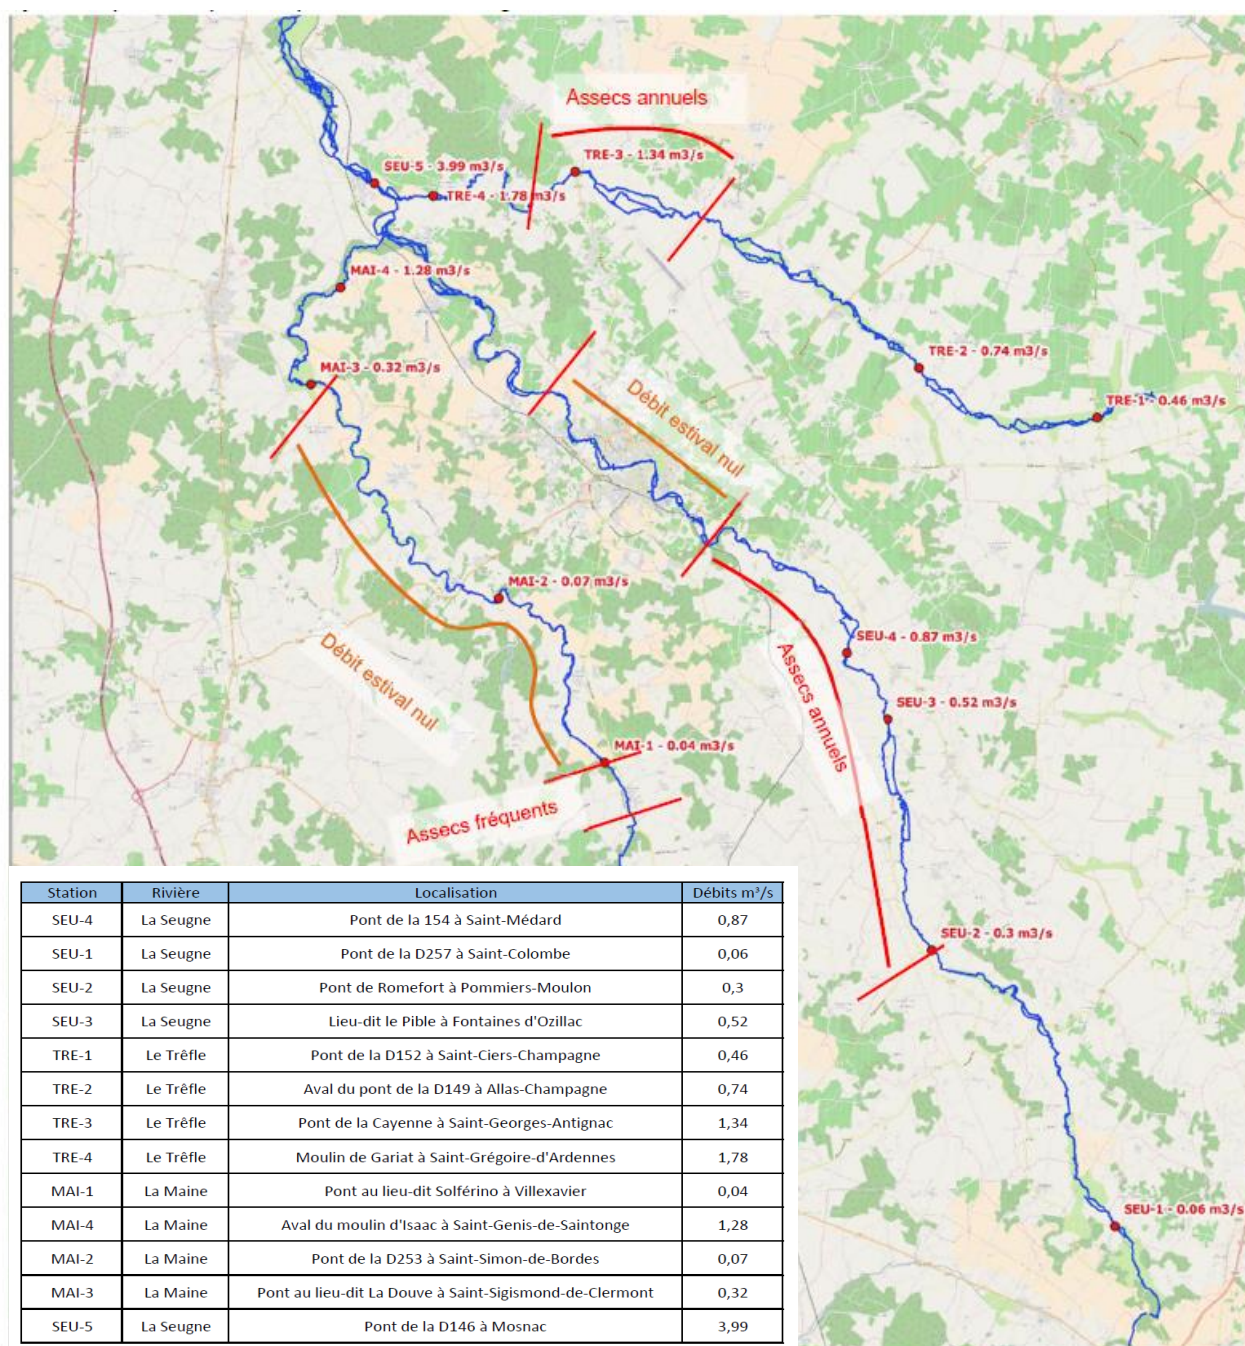 Assecs annuels
TRE-3 - 1.34 m3/s
SEU-5 - 3.99 m3/s
TRE-4 - 1.78 m3/s
MAI-4 - 1.28 m3/s
MAI-3 - 0.32 m3/s
TRE-2 - 0.74 m3/s
TRE-1 - 0.46 m3/s
Débit estival nul
MAI-2 - 0.07 m3/s
SEU-4 - 0.87 m3/s
Débit estival nul
Assecs annuels
SEU-3 - 0.52 m3/s
MAI-1 - 0.04 m3/s
Assecs fréquents
SEU-2 - 0.3 m3/s
SEU-1 - 0.06 m3/s
Station Rivière Localisation Débits m³/s
SEU-4 La Seugne Pont de la 154 à Saint-Médard 0,87
SEU-1 La Seugne Pont de la D257 à Saint-Colombe 0,06
SEU-2 La Seugne Pont de Romefort à Pommiers-Moulon 0,3
SEU-3 La Seugne Lieu-dit le Pible à Fontaines d'Ozillac 0,52
TRE-1 Le Trêfle Pont de la D152 à Saint-Ciers-Champagne 0,46
TRE-2 Le Trêfle Aval du pont de la D149 à Allas-Champagne 0,74
TRE-3 Le Trêfle Pont de la Cayenne à Saint-Georges-Antignac 1,34
TRE-4 Le Trêfle Moulin de Gariat à Saint-Grégoire-d'Ardennes 1,78
MAI-1 La Maine Pont au lieu-dit Solférino à Villexavier 0,04
MAI-4 La Maine Aval du moulin d'Isaac à Saint-Genis-de-Saintonge 1,28
MAI-2 La Maine Pont de la D253 à Saint-Simon-de-Bordes 0,07
MAI-3 La Maine Pont au lieu-dit La Douve à Saint-Sigismond-de-Clermont 0,32
SEU-5 La Seugne Pont de la D146 à Mosnac 3,99